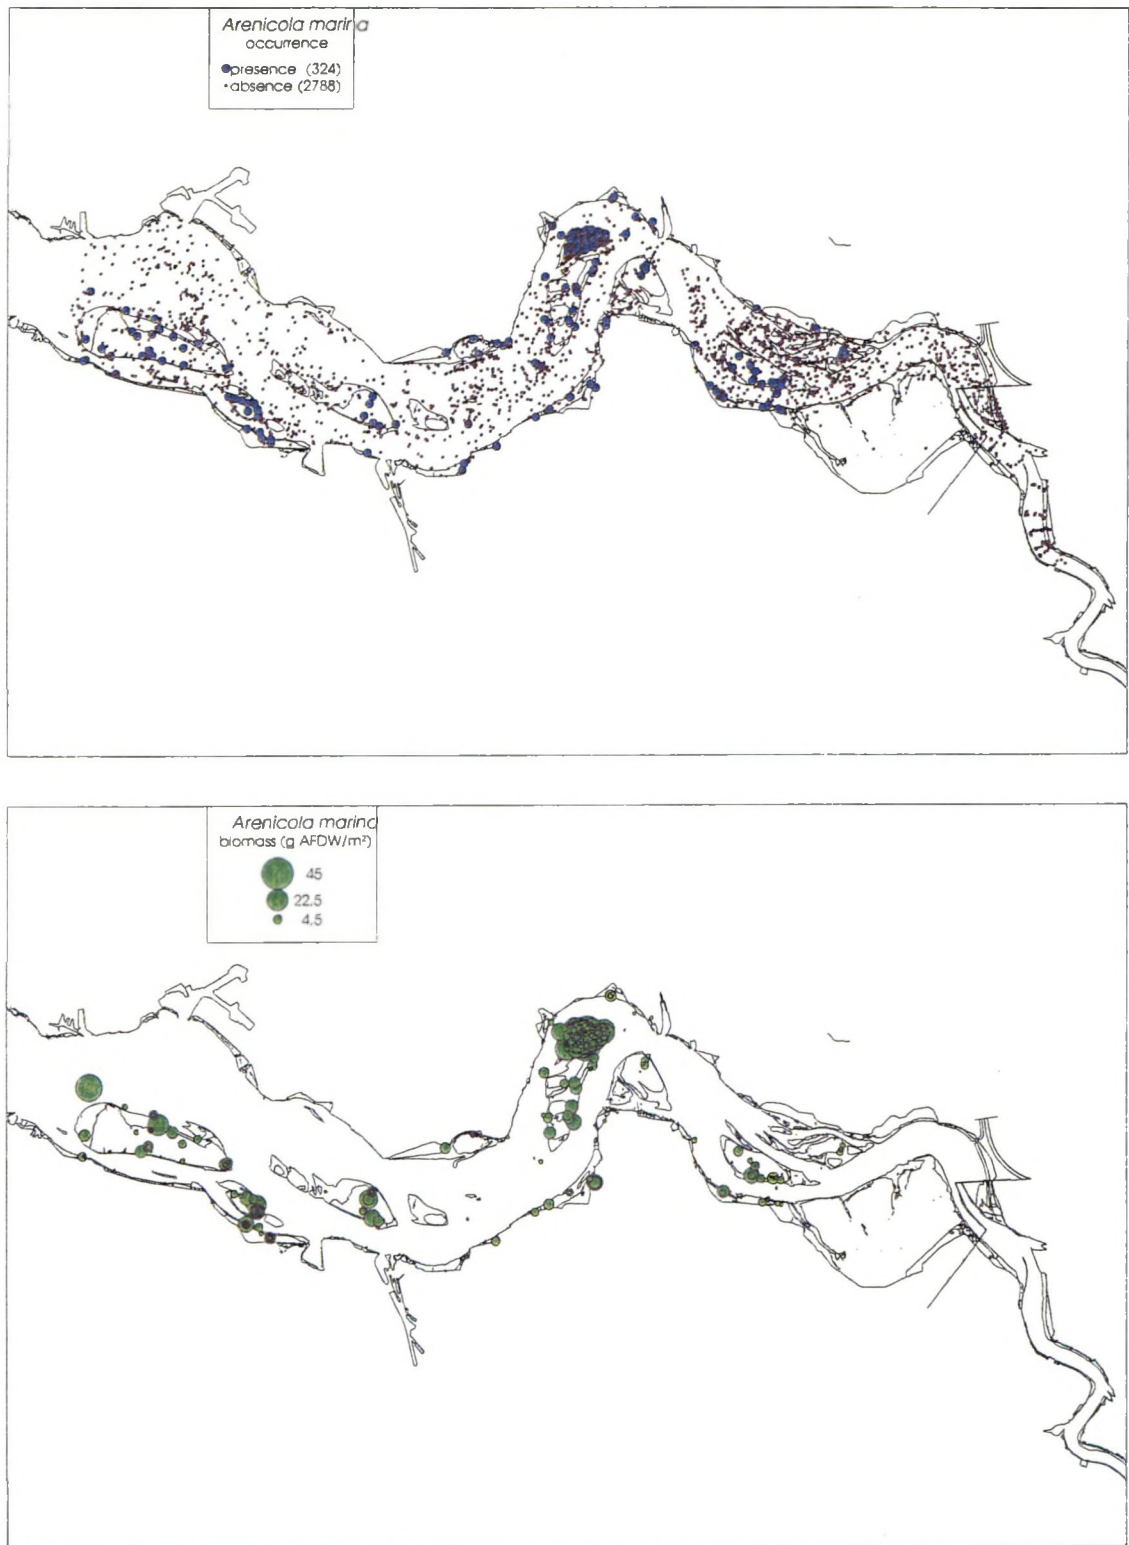 Arenicola marina
occurrence
presence (324)
absence (2788)
Arenicola marina
biomass (g AFDW/m²)
45
22.5
4.5